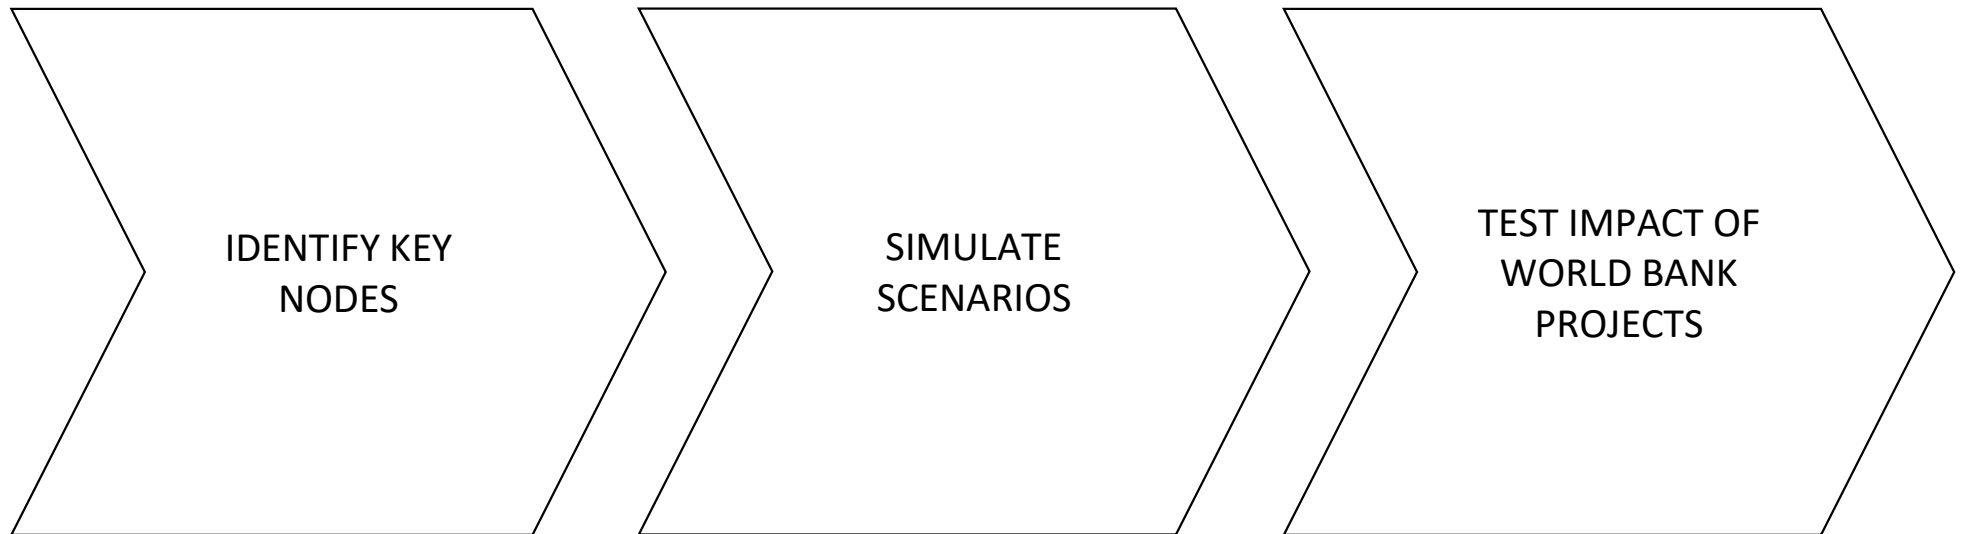 IDENTIFY KEY
NODES
SIMULATE
SCENARIOS
TEST IMPACT OF
WORLD BANK
PROJECTS